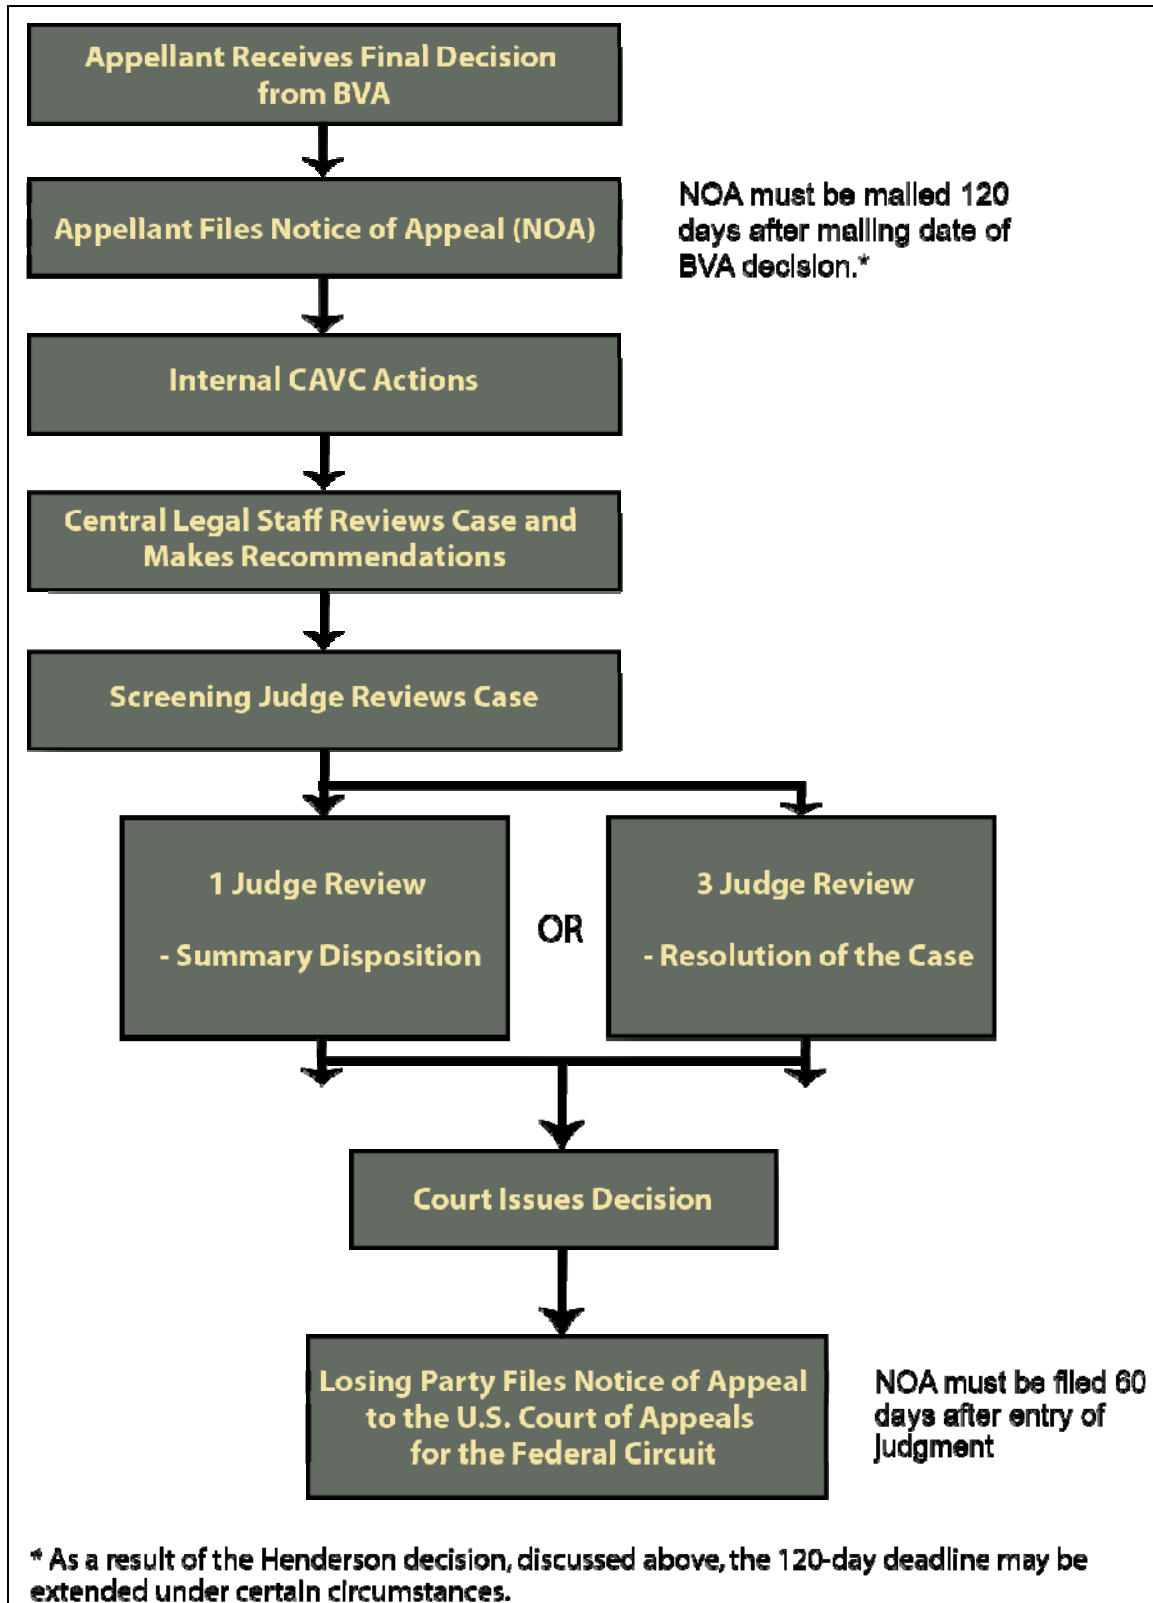 Appellant Receives Final Decision
from BVA
Appellant Files Notice of Appeal (NOA)
NOA must be mailed 120
days after mailing date of
BVA decision.*
Internal CAVC Actions
Central Legal Staff Reviews Case and
Makes Recommendations
Screening Judge Reviews Case
1 Judge Review
- Summary Disposition
OR
3 Judge Review
- Resolution of the Case
Court Issues Decision
Losing Party Files Notice of Appeal
to the U.S. Court of Appeals
for the Federal Circuit
NOA must be filed 60
days after entry of
judgment
* As a result of the Henderson decision, discussed above, the 120-day deadline may be
extended under certain circumstances.